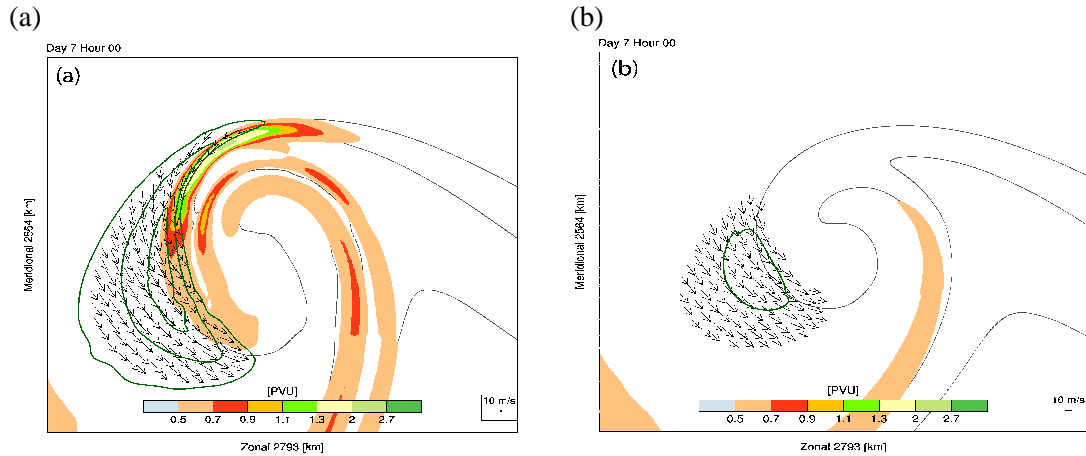 (a)
Day 7 Hour 00
(a)
Meridional 2554 [km]
[PVU]
0.5 0.7 0.9 1.1 1.3 2 2.7
10 m/s
Zonal 2793 [km]
(b)
Day 7 Hour 00
(b)
Meridional 2564 [km]
[PVU]
0.5 0.7 0.9 1.1 1.3 2 2.7
10 m/s
Zonal 2793 [km]